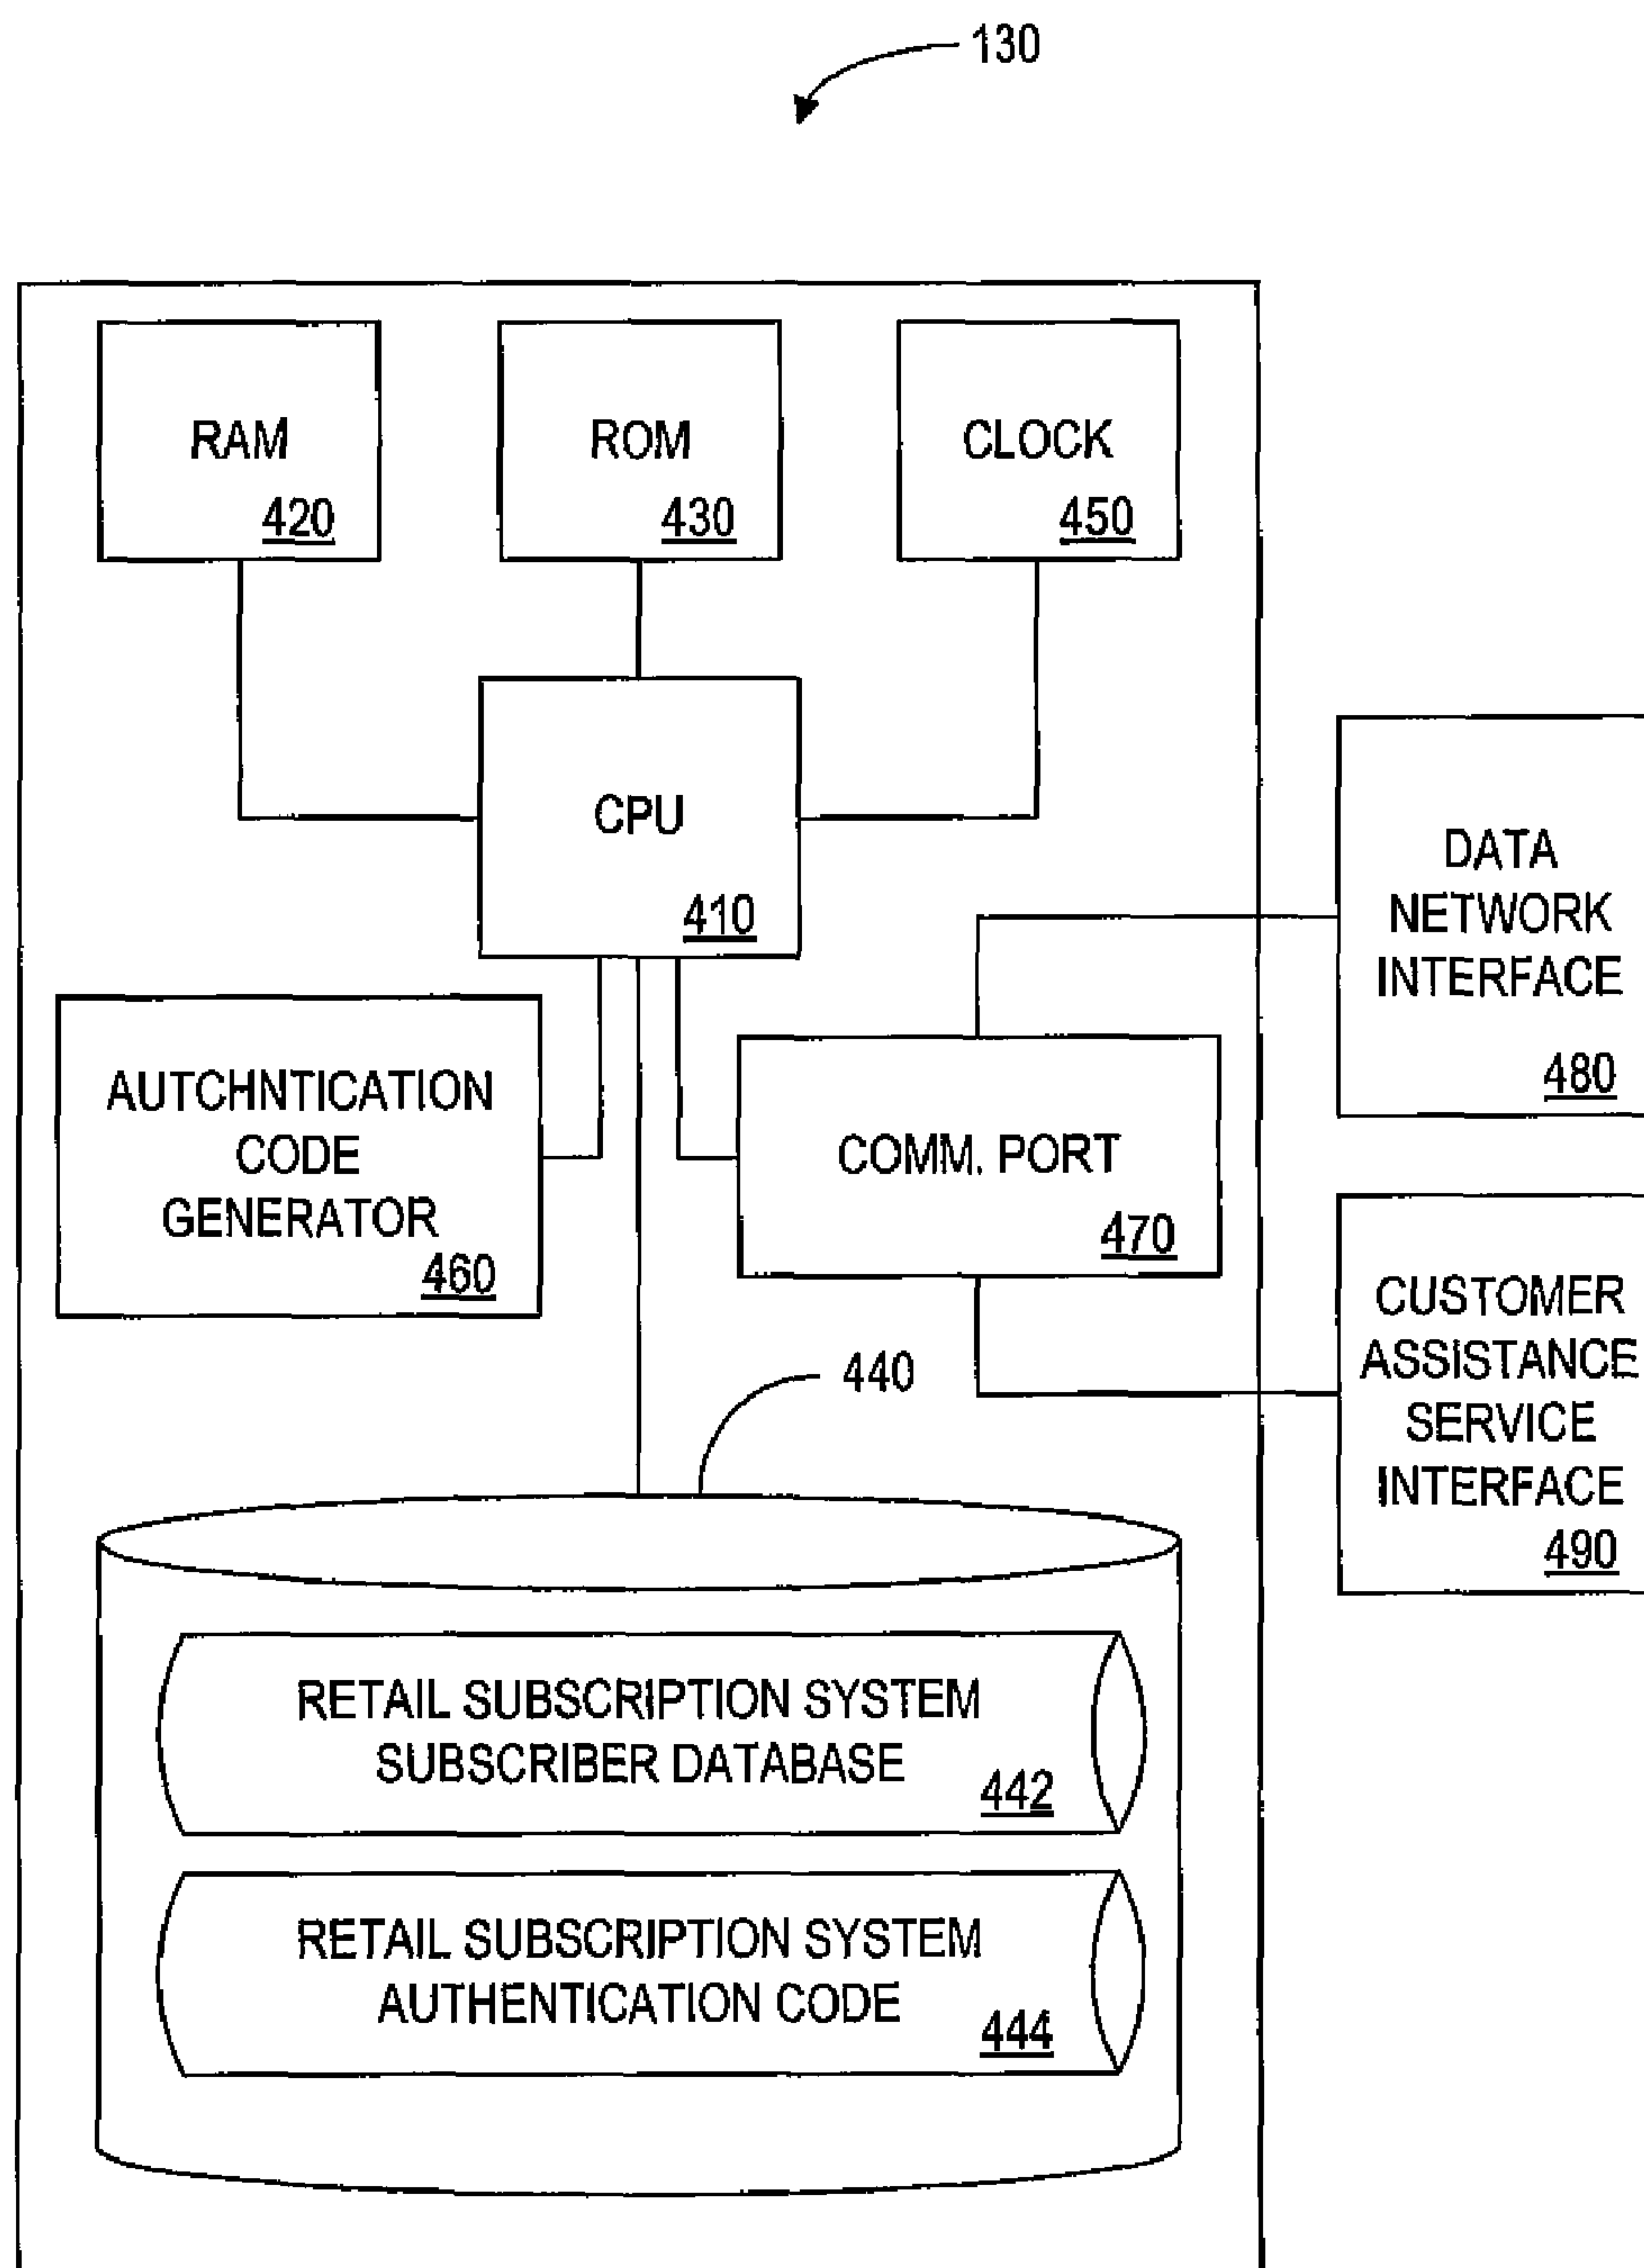 130
RAM
420
ROM
430
CLOCK
450
CPU
410
DATA
NETWORK
INTERFACE
480
AUTCHNTICATION
CODE
GENERATOR
460
COMM. PORT
470
CUSTOMER
ASSISTANCE
SERVICE
INTERFACE
490
440
RETAIL SUBSCRIPTION SYSTEM
SUBSCRIBER DATABASE
442
RETAIL SUBSCRIPTION SYSTEM
AUTHENTICATION CODE
444